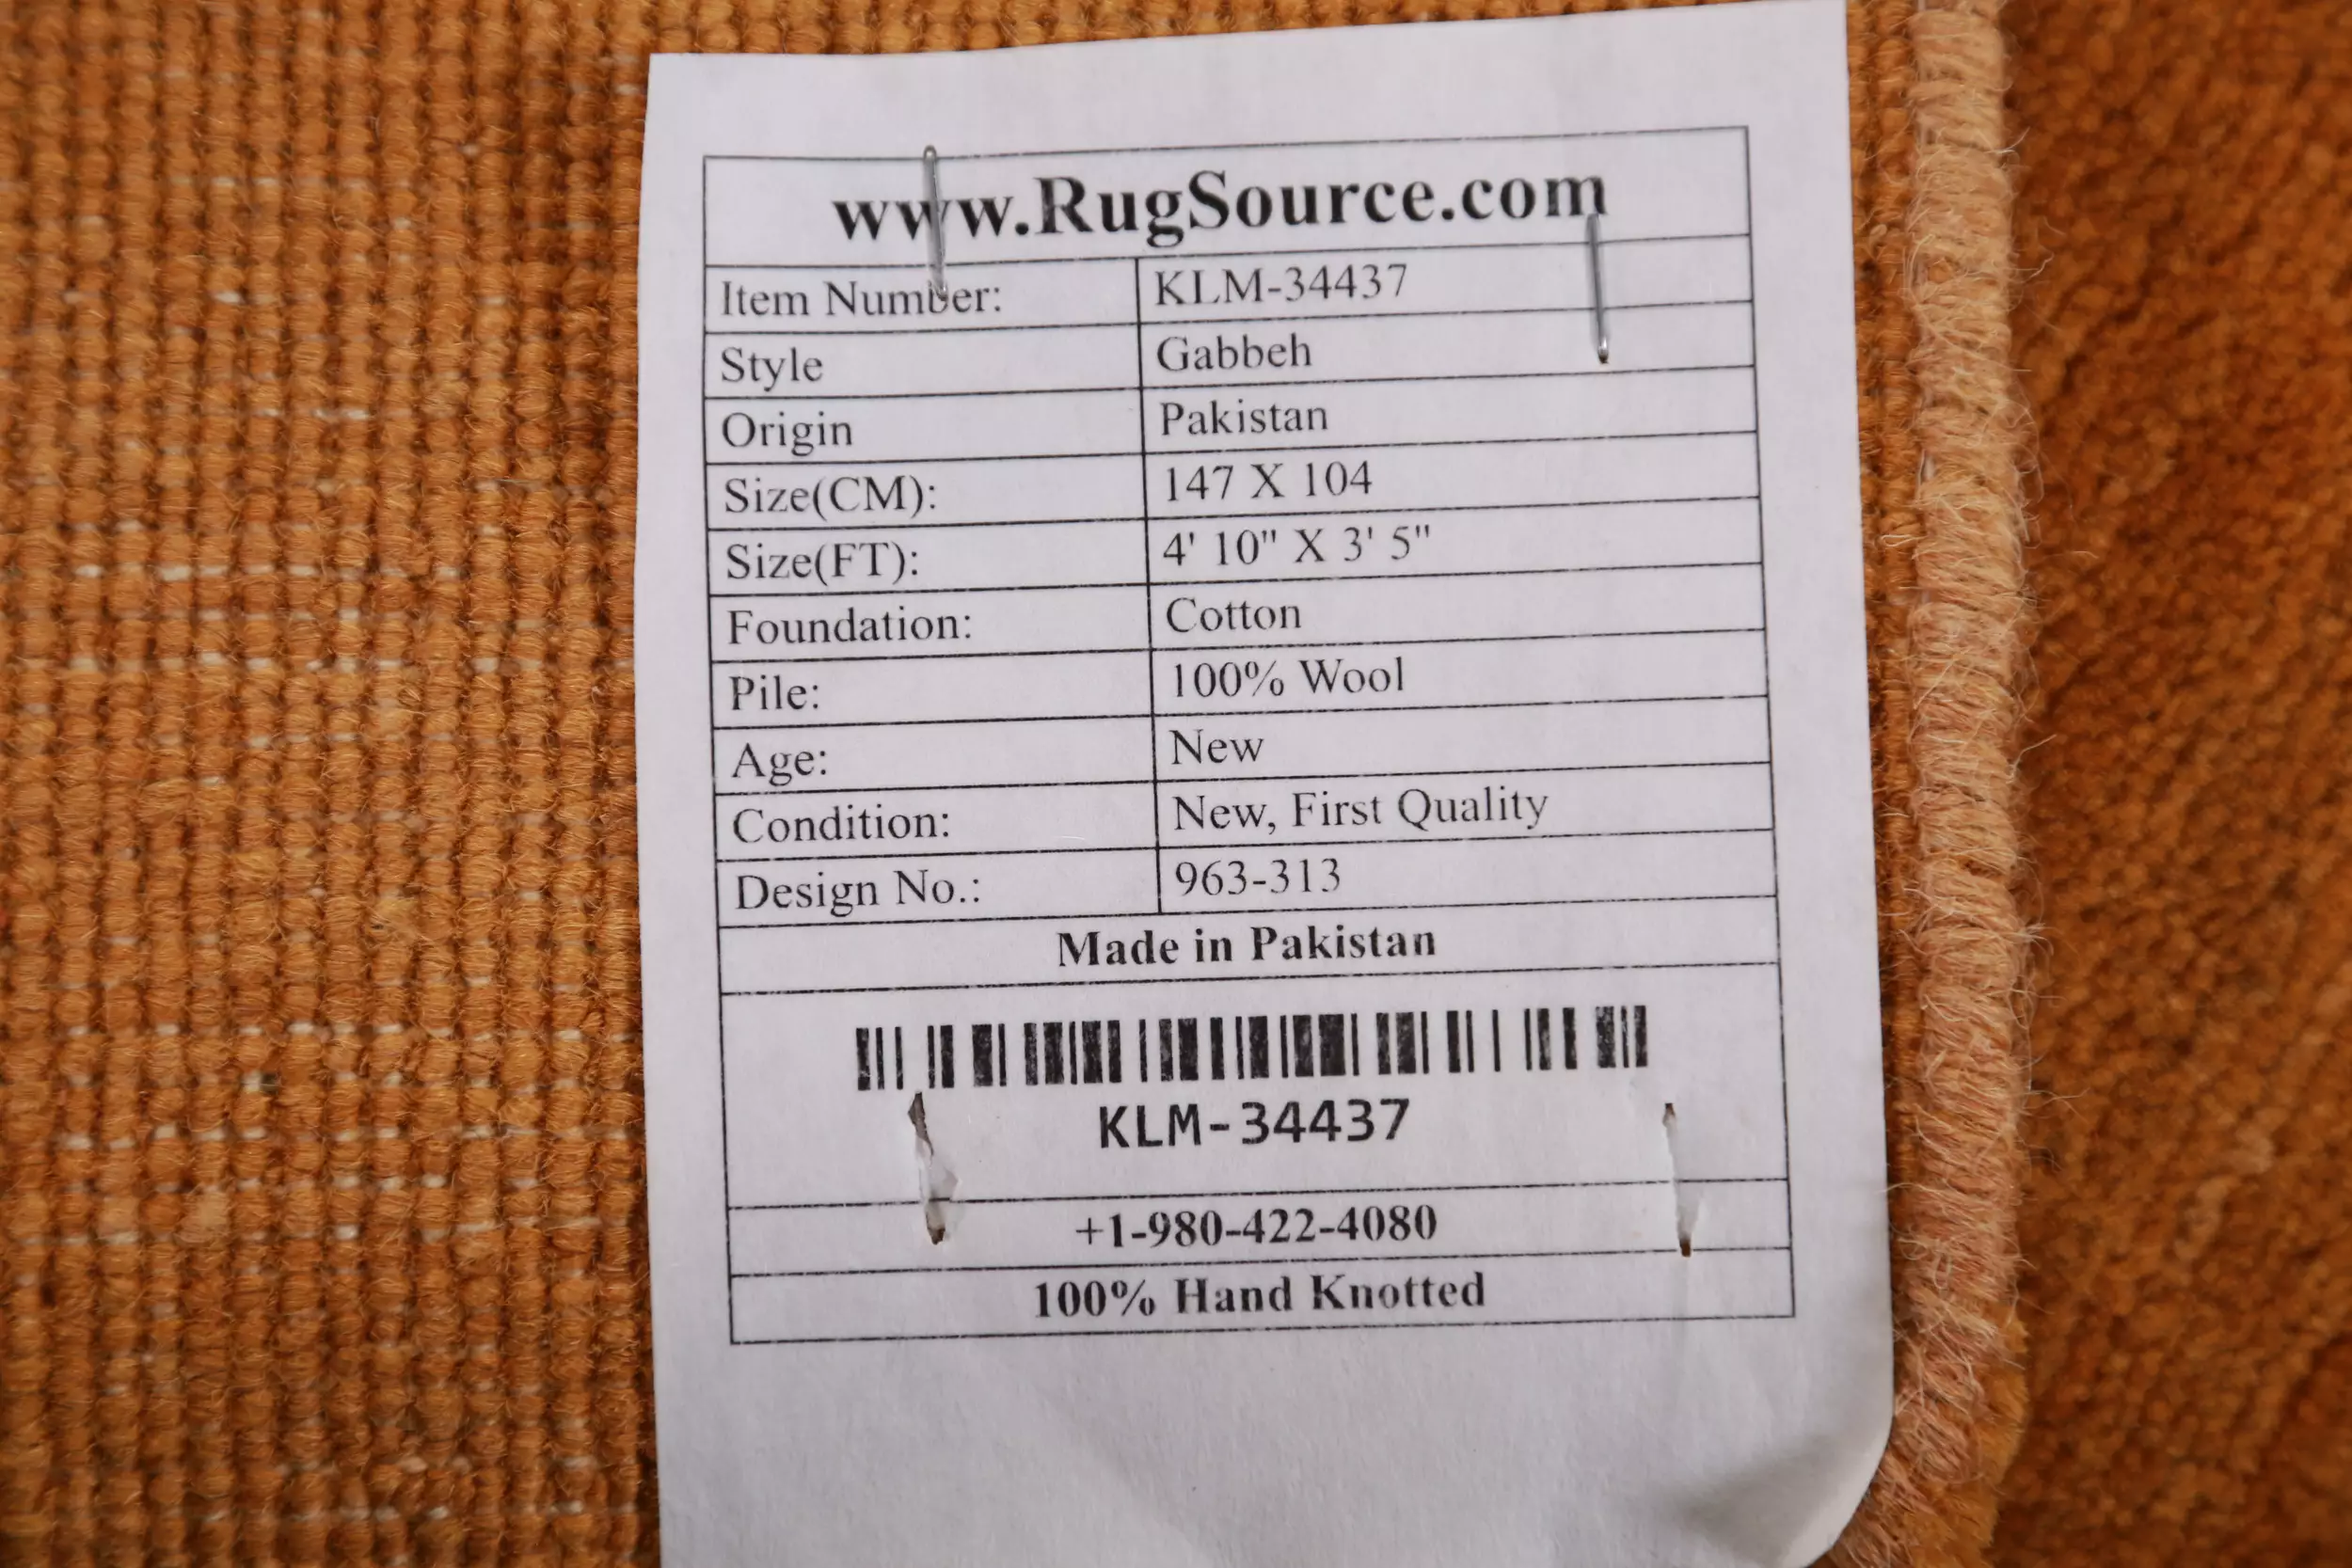 www.RugSource.com
Item Number: KLM-34437
Style Gabbeh
Origin Pakistan
Size(CM): 147 X 104
Size(FT): 4' 10" X 3' 5"
Foundation: Cotton
Pile: 100% Wool
Age: New
Condition: New, First Quality
Design No.: 963-313
Made in Pakistan
KLM-34437
+1-980-422-4080
100% Hand Knotted